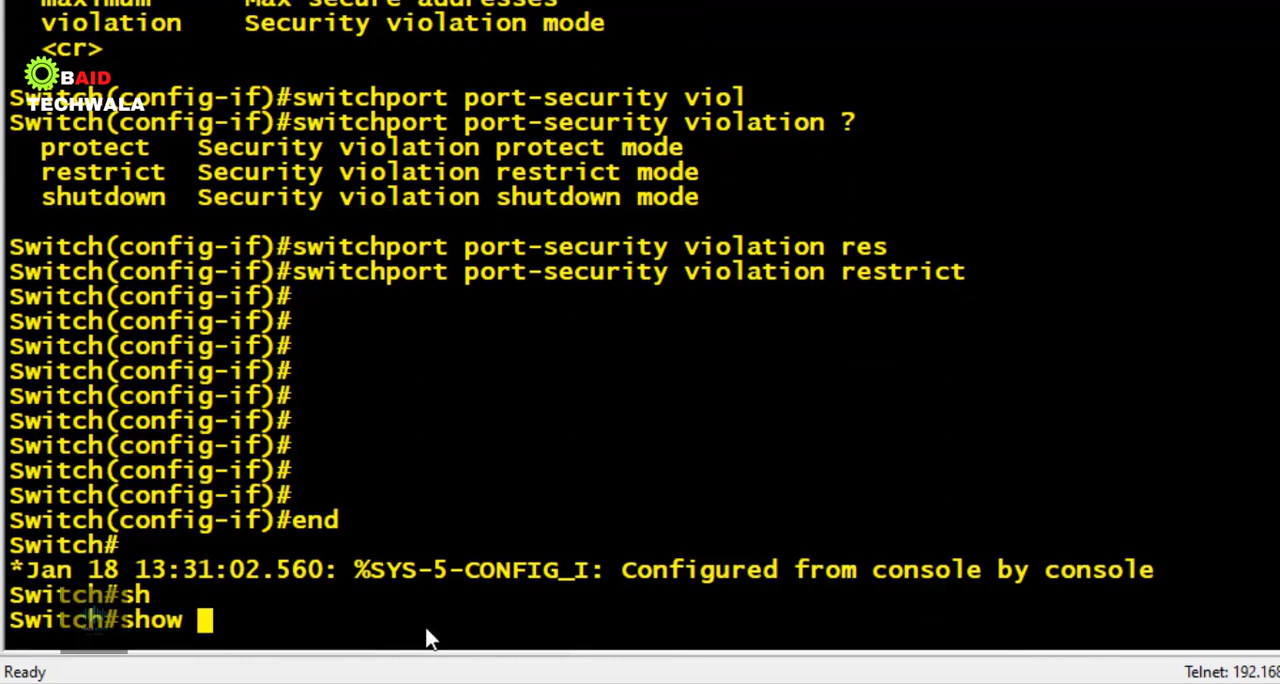 maximum Max secure addresses
violation Security violation mode
<cr>
BAID
TECHWALA
Switch(config-if)#switchport port-security viol
Switch(config-if)#switchport port-security violation ?
protect Security violation protect mode
restrict Security violation restrict mode
shutdown Security violation shutdown mode
Switch(config-if)#switchport port-security violation res
Switch(config-if)#switchport port-security violation restrict
Switch(config-if)#
Switch(config-if)#
Switch(config-if)#
Switch(config-if)#
Switch(config-if)#
Switch(config-if)#
Switch(config-if)#
Switch(config-if)#
Switch(config-if)#
Switch(config-if)#end
Switch#
*Jan 18 13:31:02.560: %SYS-5-CONFIG_I: Configured from console by console
Switch#sh
Switch#show
Ready Telnet: 192.168